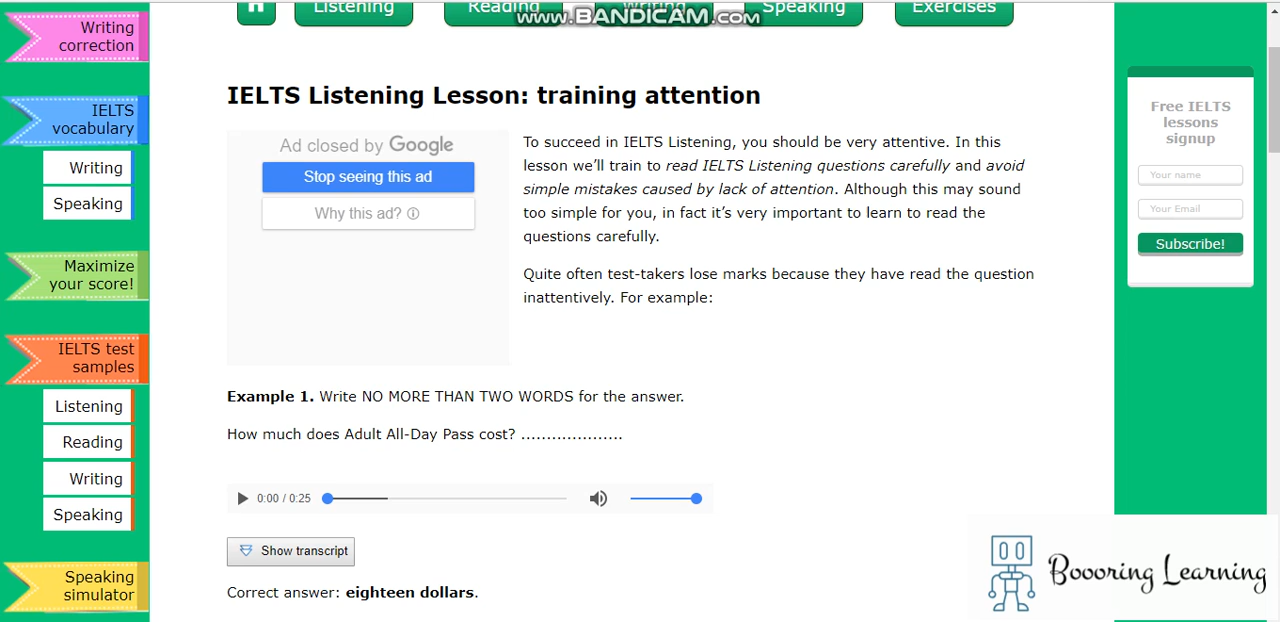 Listening
Reading
Writing
Speaking
Exercises
www.BANDICAM.com
Writing
correction
IELTS
vocabulary
Writing
Speaking
Maximize
your score!
IELTS test
samples
Listening
Reading
Writing
Speaking
Speaking
simulator
IELTS Listening Lesson: training attention
Ad closed by Google
Stop seeing this ad
Why this ad?
To succeed in IELTS Listening, you should be very attentive. In this
lesson we'll train to read IELTS Listening questions carefully and avoid
simple mistakes caused by lack of attention. Although this may sound
too simple for you, in fact it's very important to learn to read the
questions carefully.
Quite often test-takers lose marks because they have read the question
inattentively. For example:
Example 1. Write NO MORE THAN TWO WORDS for the answer.
How much does Adult All-Day Pass cost? ....................
0:00 / 0:25
Show transcript
Correct answer: eighteen dollars.
Free IELTS
lessons
signup
Your name
Your Email
Subscribe!
Boooring Learning